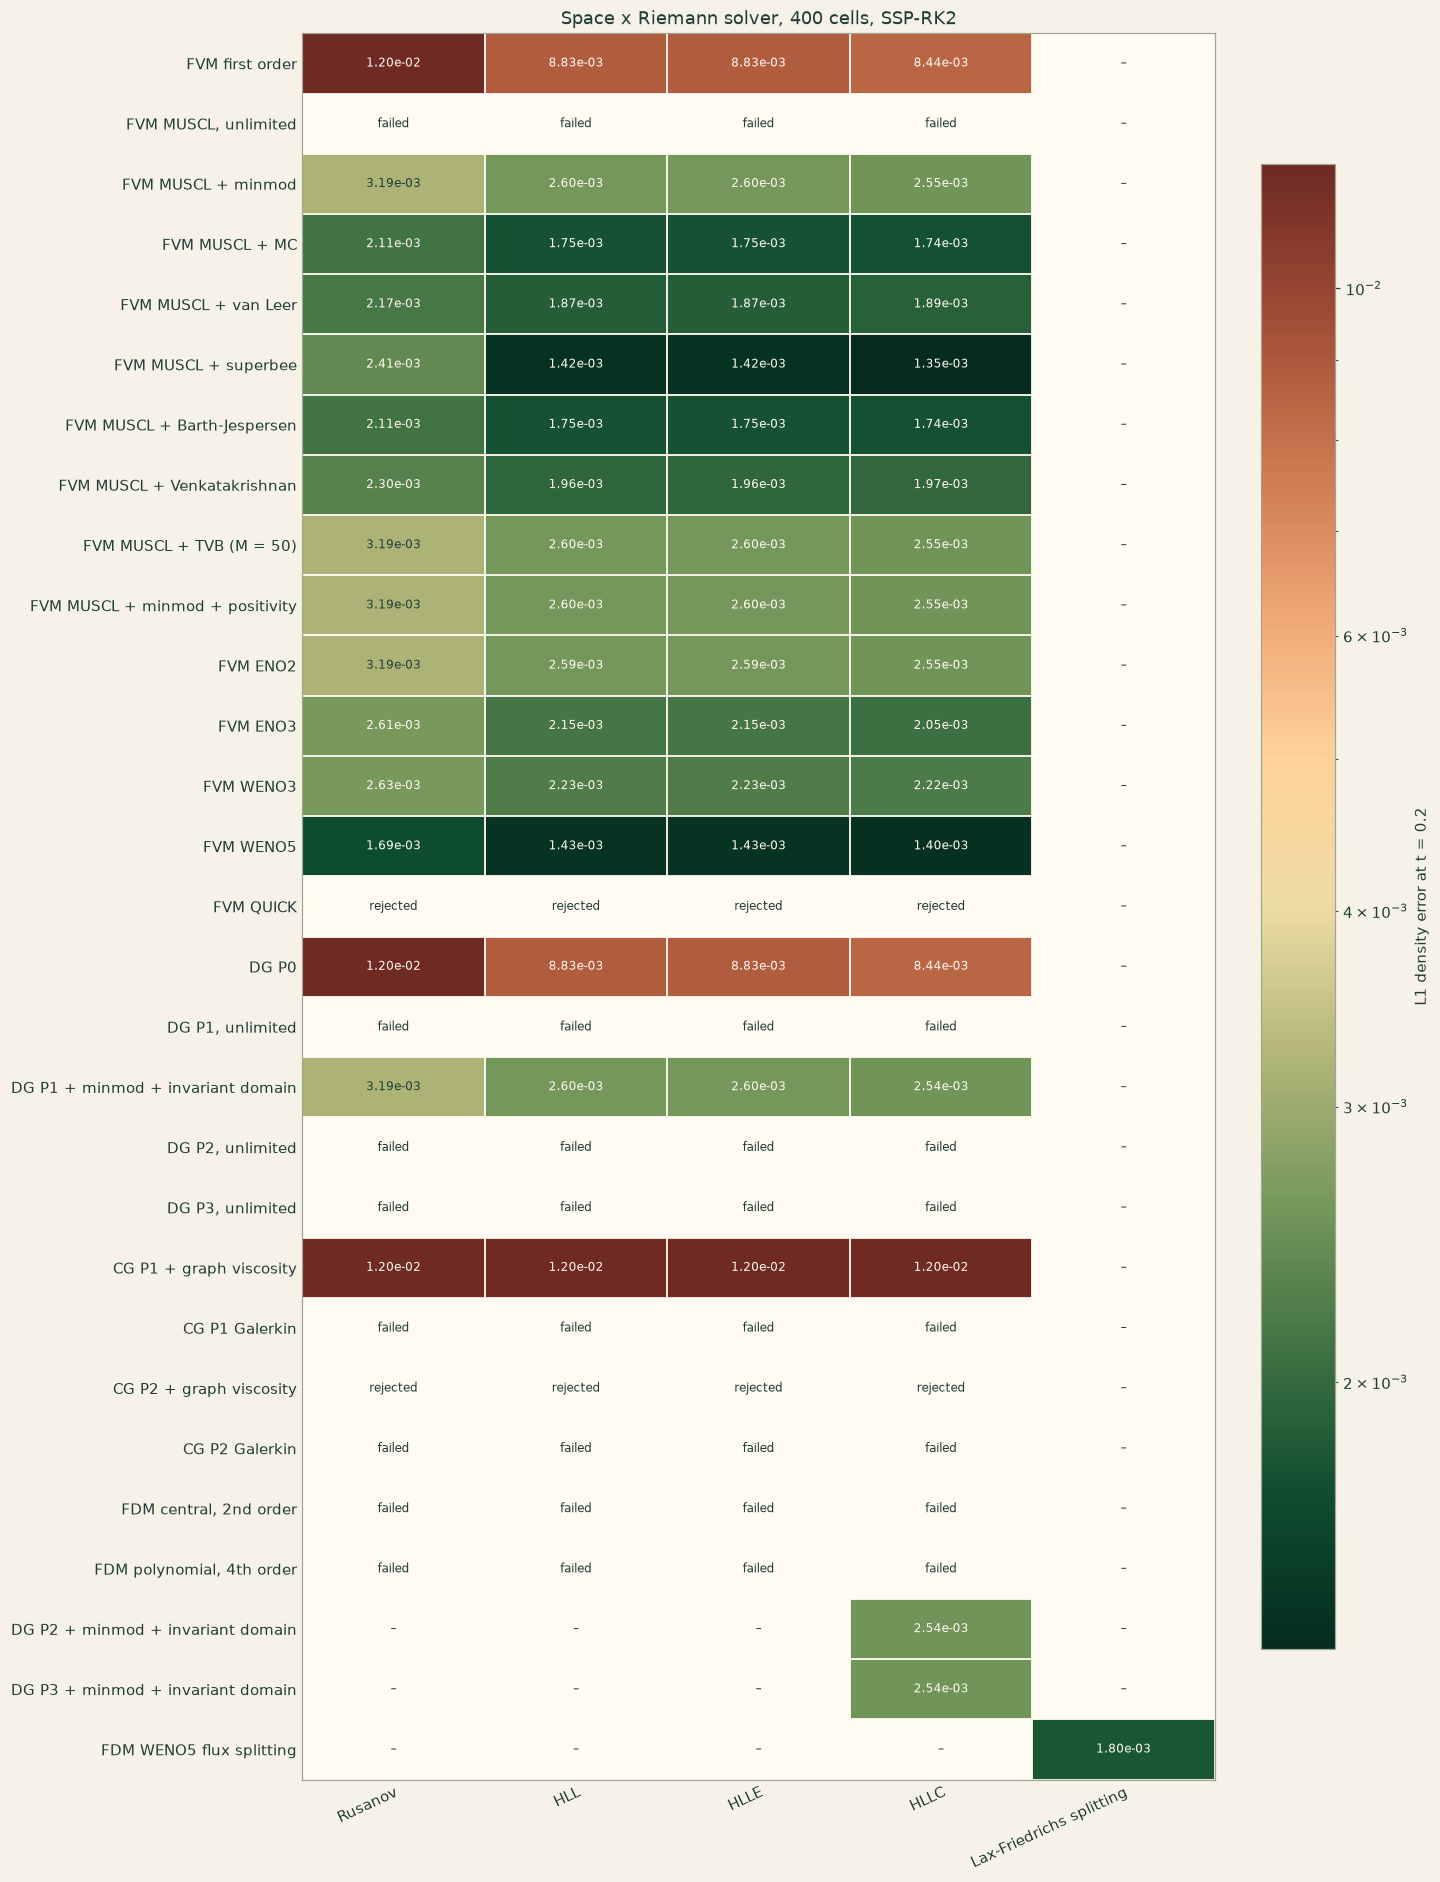 Space x Riemann solver, 400 cells, SSP-RK2
FVM first order 1.20e-02 8.83e-03 8.83e-03 8.44e-03 –
FVM MUSCL, unlimited failed failed failed failed –
FVM MUSCL + minmod 3.19e-03 2.60e-03 2.60e-03 2.55e-03 –
FVM MUSCL + MC 2.11e-03 1.75e-03 1.75e-03 1.74e-03 –
FVM MUSCL + van Leer 2.17e-03 1.87e-03 1.87e-03 1.89e-03 –
FVM MUSCL + superbee 2.41e-03 1.42e-03 1.42e-03 1.35e-03 –
FVM MUSCL + Barth-Jespersen 2.11e-03 1.75e-03 1.75e-03 1.74e-03 –
FVM MUSCL + Venkatakrishnan 2.30e-03 1.96e-03 1.96e-03 1.97e-03 –
FVM MUSCL + TVB (M = 50) 3.19e-03 2.60e-03 2.60e-03 2.55e-03 –
FVM MUSCL + minmod + positivity 3.19e-03 2.60e-03 2.60e-03 2.55e-03 –
FVM ENO2 3.19e-03 2.59e-03 2.59e-03 2.55e-03 –
FVM ENO3 2.61e-03 2.15e-03 2.15e-03 2.05e-03 –
FVM WENO3 2.63e-03 2.23e-03 2.23e-03 2.22e-03 –
FVM WENO5 1.69e-03 1.43e-03 1.43e-03 1.40e-03 –
FVM QUICK rejected rejected rejected rejected –
DG P0 1.20e-02 8.83e-03 8.83e-03 8.44e-03 –
DG P1, unlimited failed failed failed failed –
DG P1 + minmod + invariant domain 3.19e-03 2.60e-03 2.60e-03 2.54e-03 –
DG P2, unlimited failed failed failed failed –
DG P3, unlimited failed failed failed failed –
CG P1 + graph viscosity 1.20e-02 1.20e-02 1.20e-02 1.20e-02 –
CG P1 Galerkin failed failed failed failed –
CG P2 + graph viscosity rejected rejected rejected rejected –
CG P2 Galerkin failed failed failed failed –
FDM central, 2nd order failed failed failed failed –
FDM polynomial, 4th order failed failed failed failed –
DG P2 + minmod + invariant domain – – – 2.54e-03 –
DG P3 + minmod + invariant domain – – – 2.54e-03 –
FDM WENO5 flux splitting – – – – 1.80e-03
Rusanov HLL HLLE HLLC Lax-Friedrichs splitting
10⁻²
6 × 10⁻³
4 × 10⁻³
3 × 10⁻³
2 × 10⁻³
L1 density error at t = 0.2